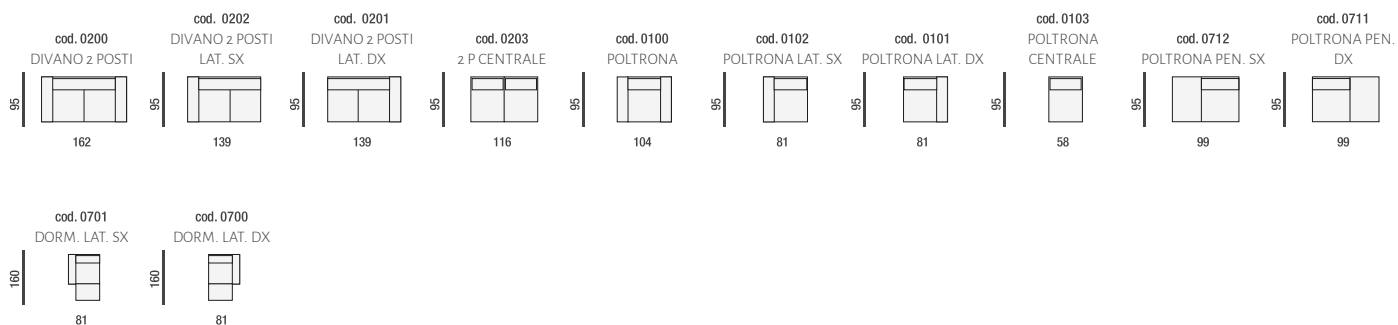 cod. 0200
DIVANO 2 POSTI
95
162
cod. 0202
DIVANO 2 POSTI
LAT. SX
95
139
cod. 0201
DIVANO 2 POSTI
LAT. DX
95
139
cod. 0203
2 P CENTRALE
95
116
cod. 0100
POLTRONA
95
104
cod. 0102
POLTRONA LAT. SX
95
81
cod. 0101
POLTRONA LAT. DX
95
81
cod. 0103
POLTRONA
CENTRALE
95
58
cod. 0712
POLTRONA PEN. SX
95
99
cod. 0711
POLTRONA PEN.
DX
95
99
cod. 0701
DORM. LAT. SX
160
81
cod. 0700
DORM. LAT. DX
160
81